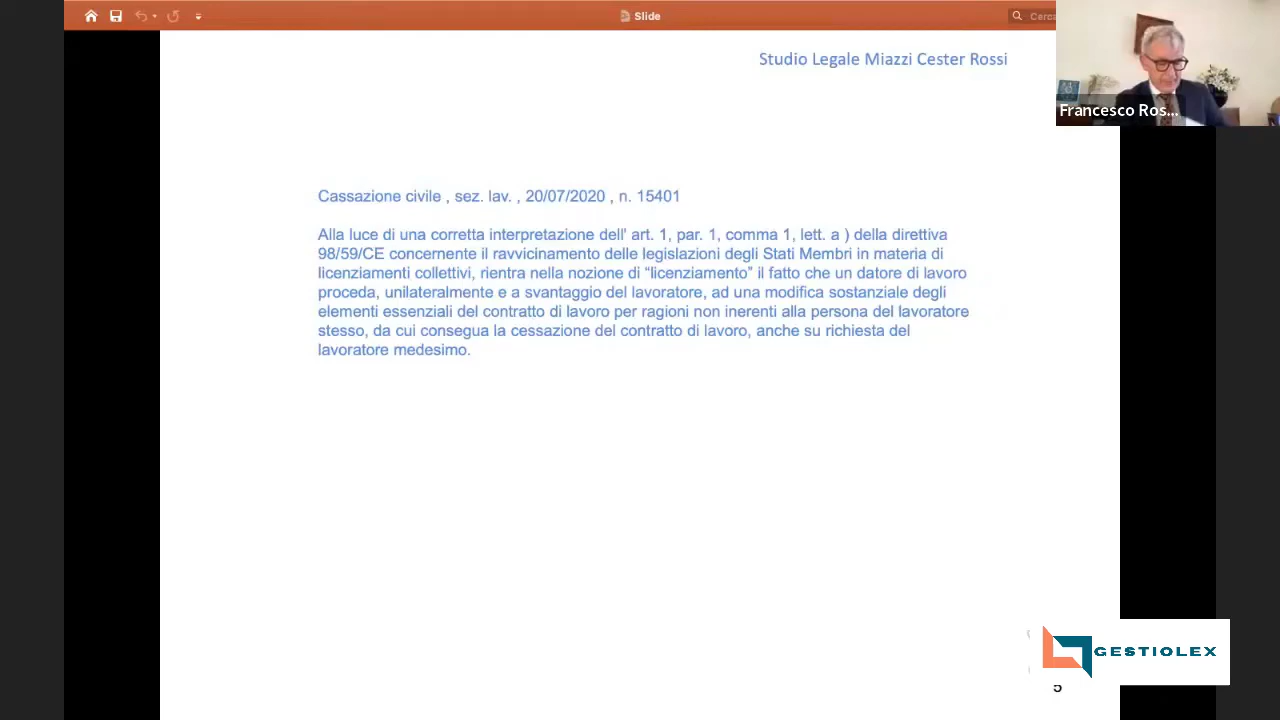 Slide
Cerc
Studio Legale Miazzi Cester Rossi
Francesco Ros...
Cassazione civile , sez. lav. , 20/07/2020 , n. 15401
Alla luce di una corretta interpretazione dell' art. 1, par. 1, comma 1, lett. a ) della direttiva
98/59/CE concernente il ravvicinamento delle legislazioni degli Stati Membri in materia di
licenziamenti collettivi, rientra nella nozione di “licenziamento” il fatto che un datore di lavoro
proceda, unilateralmente e a svantaggio del lavoratore, ad una modifica sostanziale degli
elementi essenziali del contratto di lavoro per ragioni non inerenti alla persona del lavoratore
stesso, da cui consegua la cessazione del contratto di lavoro, anche su richiesta del
lavoratore medesimo.
GESTIOLEX
5